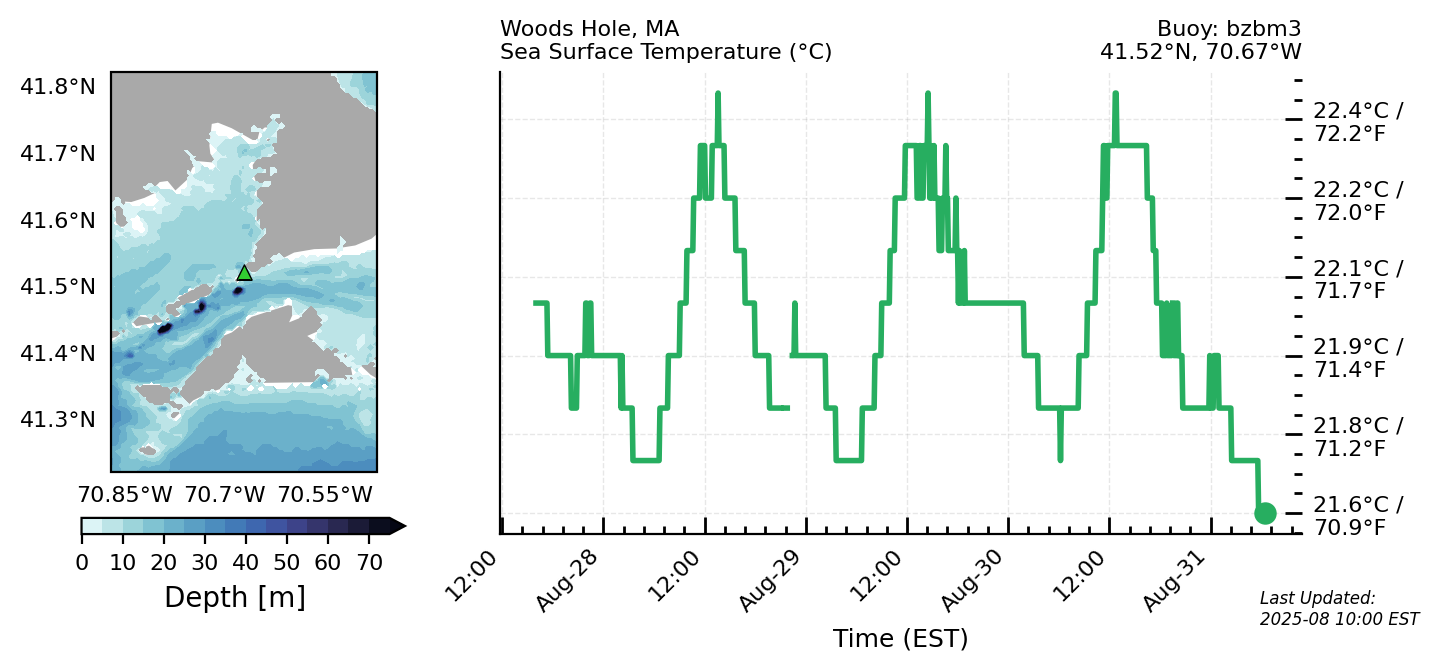 Woods Hole, MA
Sea Surface Temperature (°C)
Buoy: bzbm3
41.52°N, 70.67°W
41.8°N
41.7°N
41.6°N
41.5°N
41.4°N
41.3°N
70.85°W 70.7°W 70.55°W
0 10 20 30 40 50 60 70
Depth [m]
22.4°C /
72.2°F
22.2°C /
72.0°F
22.1°C /
71.7°F
21.9°C /
71.4°F
21.8°C /
71.2°F
21.6°C /
70.9°F
12:00 Aug-28 12:00 Aug-29 12:00 Aug-30 12:00 Aug-31
Time (EST)
Last Updated:
2025-08 10:00 EST